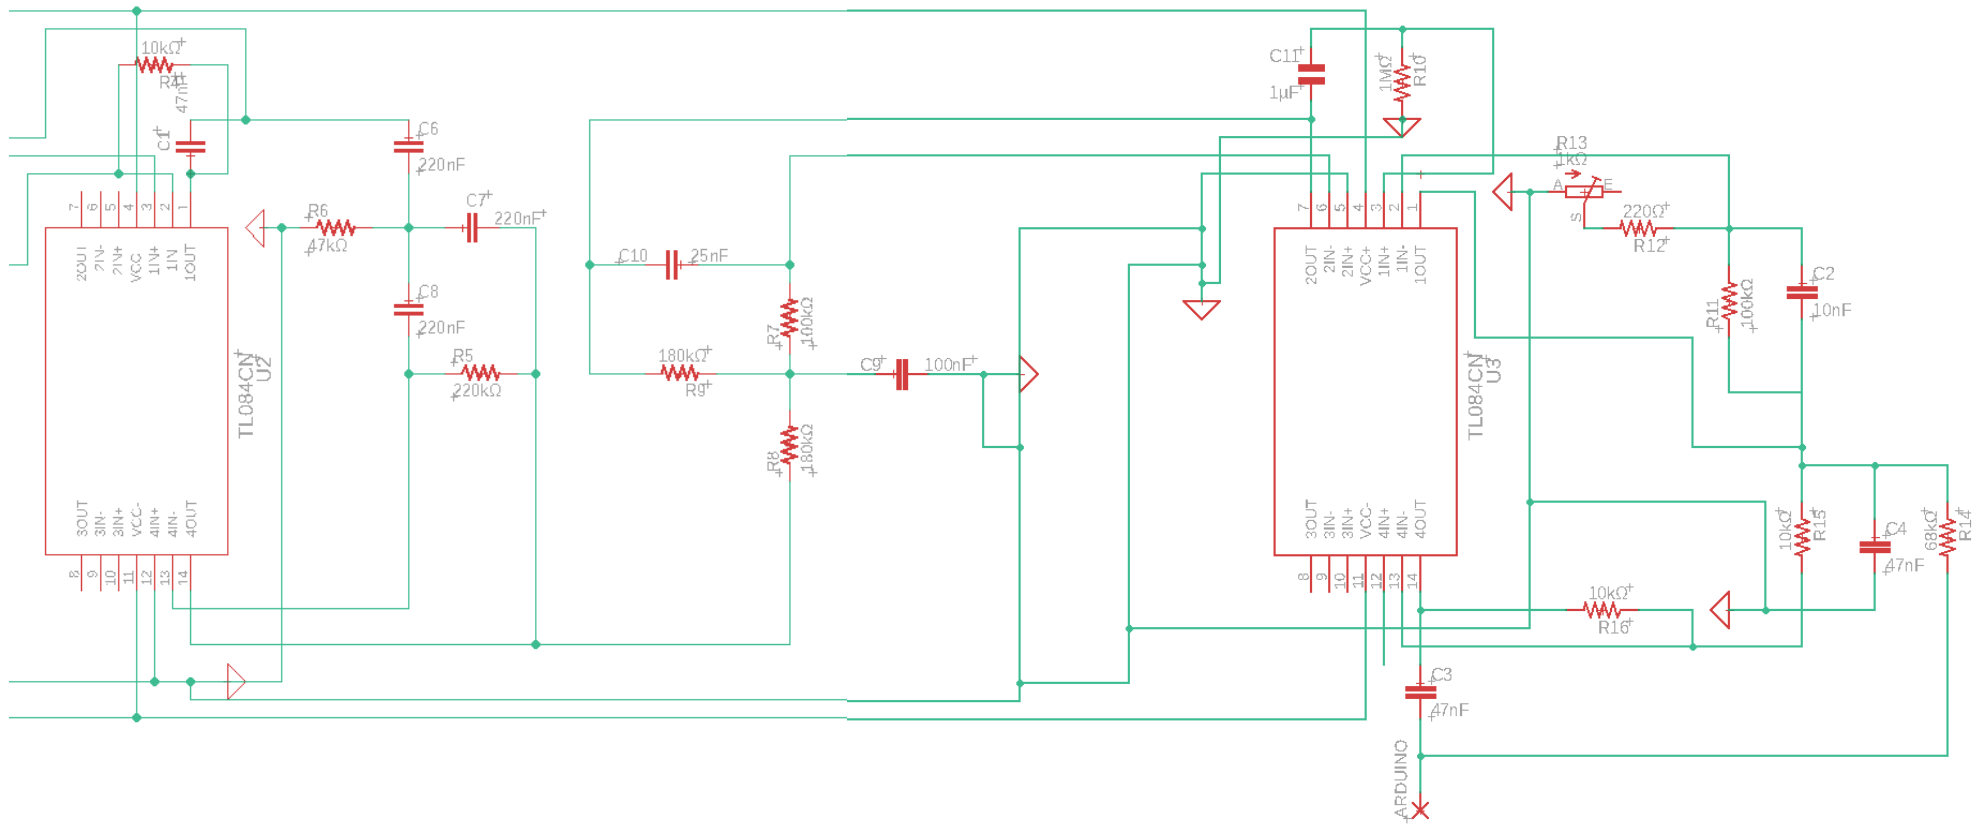 10kΩ
R4
47nF
C1
C6
220nF
7 6 5 4 3 2 1
2OUT 2IN- 2IN+ VCC 1IN+ 1IN 1OUT
R6
47kΩ
C7
220nF
C8
220nF
R5
220kΩ
TL084CN
U2
3OUT 3IN- 3IN+ VCC- 4IN+ 4IN- 4OUT
8 9 10 11 12 13 14
C10
25nF
R7
100kΩ
180kΩ
R9
R8
180kΩ
C9
100nF
C11
1µF
1MΩ
R10
7 6 5 4 3 2 1
2OUT 2IN- 2IN+ VCC+ 1IN+ 1IN- 1OUT
R13
1kΩ
A
E
S
220Ω
R12
R11
100kΩ
C2
10nF
TL084CN
U3
3OUT 3IN- 3IN+ VCC- 4IN+ 4IN- 4OUT
8 9 10 11 12 13 14
10kΩ
R15
C4
47nF
68kΩ
R14
10kΩ
R16
C3
47nF
ARDUINO